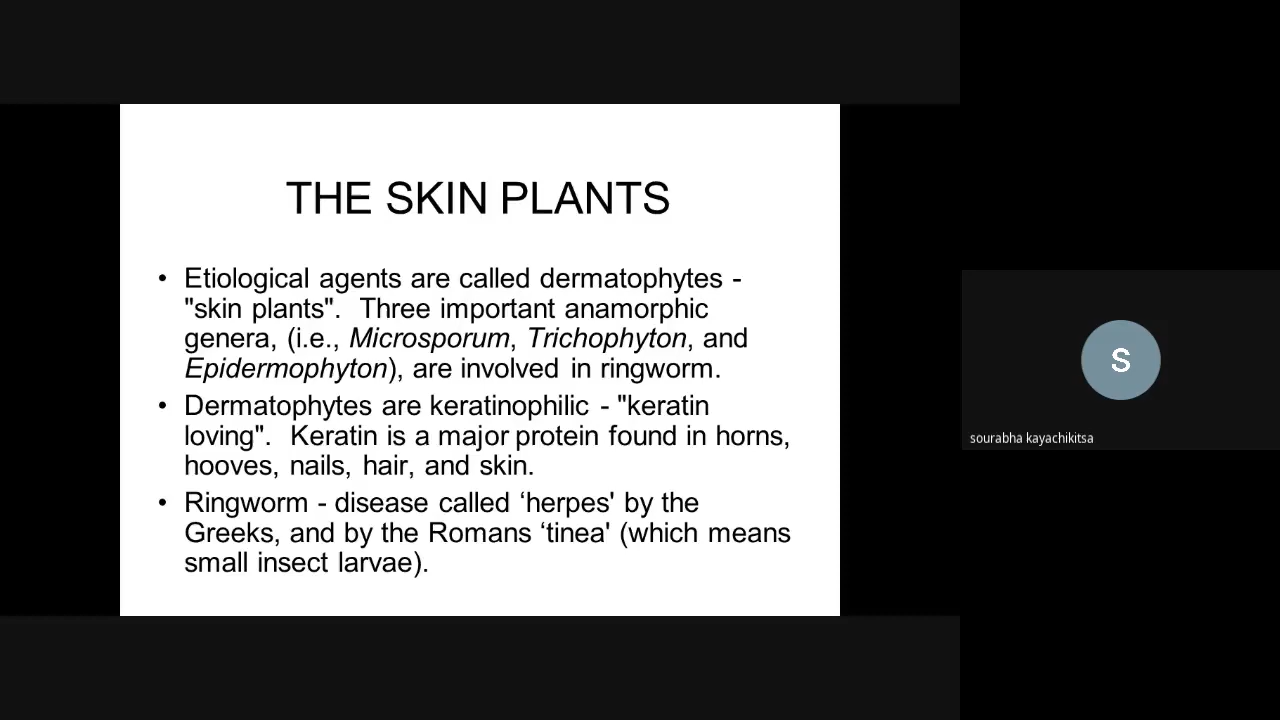 THE SKIN PLANTS
• Etiological agents are called dermatophytes -
"skin plants".  Three important anamorphic
genera, (i.e., Microsporum, Trichophyton, and
Epidermophyton), are involved in ringworm.
• Dermatophytes are keratinophilic - "keratin
loving".  Keratin is a major protein found in horns,
hooves, nails, hair, and skin.
• Ringworm - disease called ‘herpes' by the
Greeks, and by the Romans ‘tinea' (which means
small insect larvae).
S
sourabha kayachikitsa